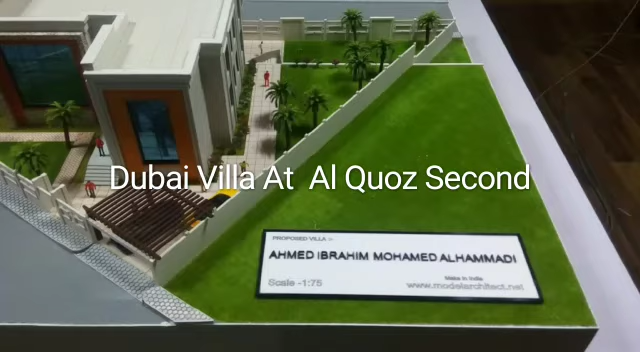 Dubai Villa At Al Quoz Second
PROPOSED VILLA :-
AHMED IBRAHIM MOHAMED ALHAMMADI
Scale -1:75
Make in India
www.modelarchitect.net